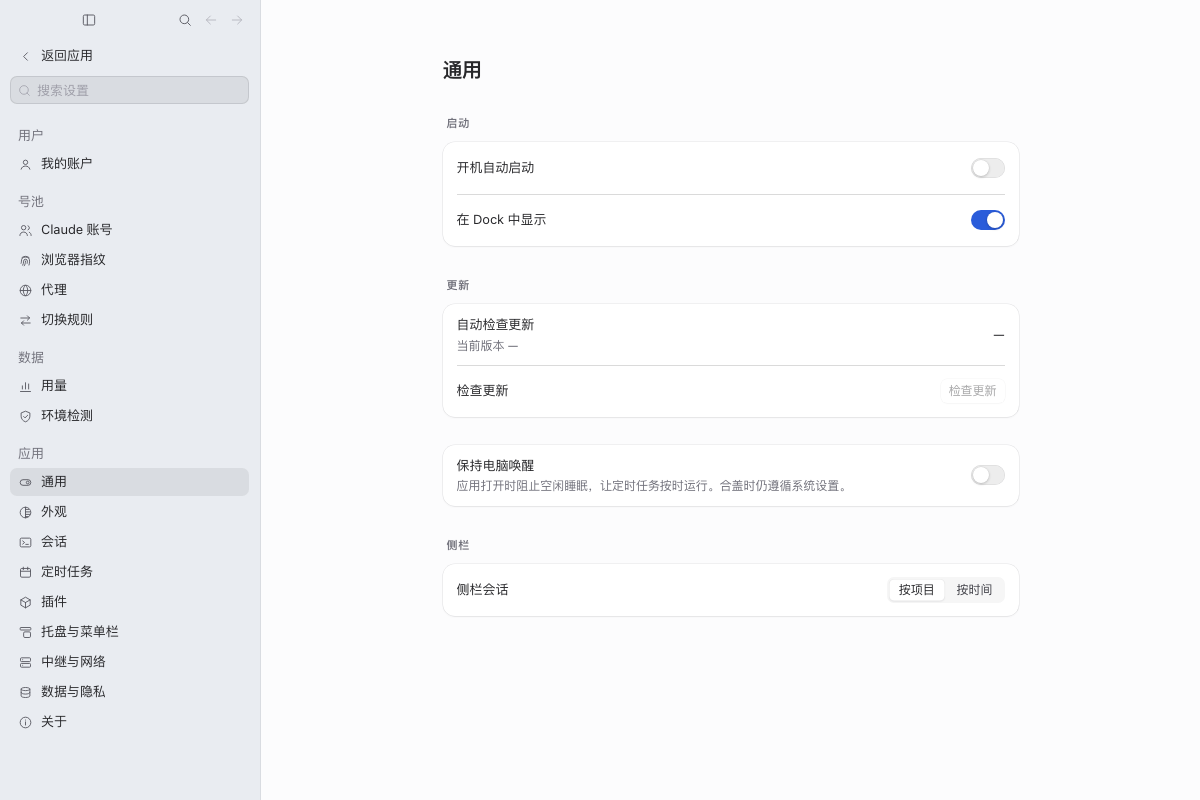 返回应用
搜索设置
用户
我的账户
号池
Claude 账号
浏览器指纹
代理
切换规则
数据
用量
环境检测
应用
通用
外观
会话
定时任务
插件
托盘与菜单栏
中继与网络
数据与隐私
关于
通用
启动
开机自动启动
在 Dock 中显示
更新
自动检查更新
当前版本 —
—
检查更新
检查更新
保持电脑唤醒
应用打开时阻止空闲睡眠，让定时任务按时运行。合盖时仍遵循系统设置。
侧栏
侧栏会话
按项目 按时间